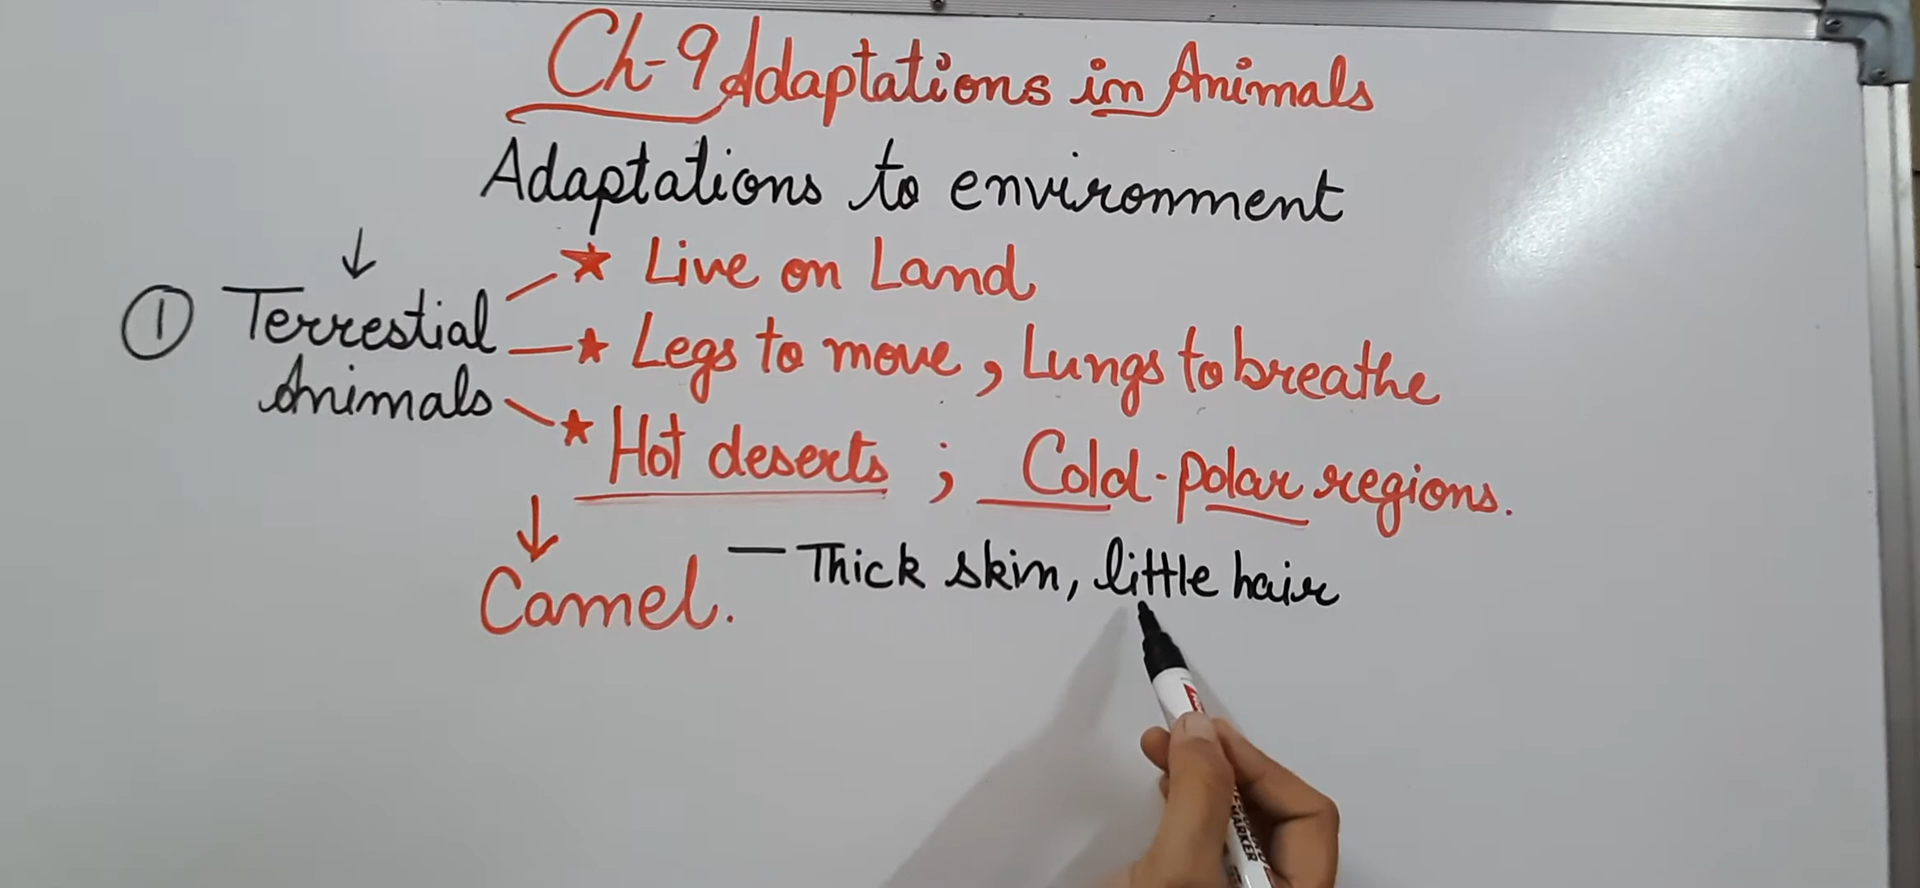 Ch-9 Adaptations in Animals
Adaptations to environment
↓
① Terrestial Animals
★ Live on Land
★ Legs to move, Lungs to breathe
★ Hot deserts ; Cold-polar regions.
↓
Camel. — Thick skin, little hair
MARKER